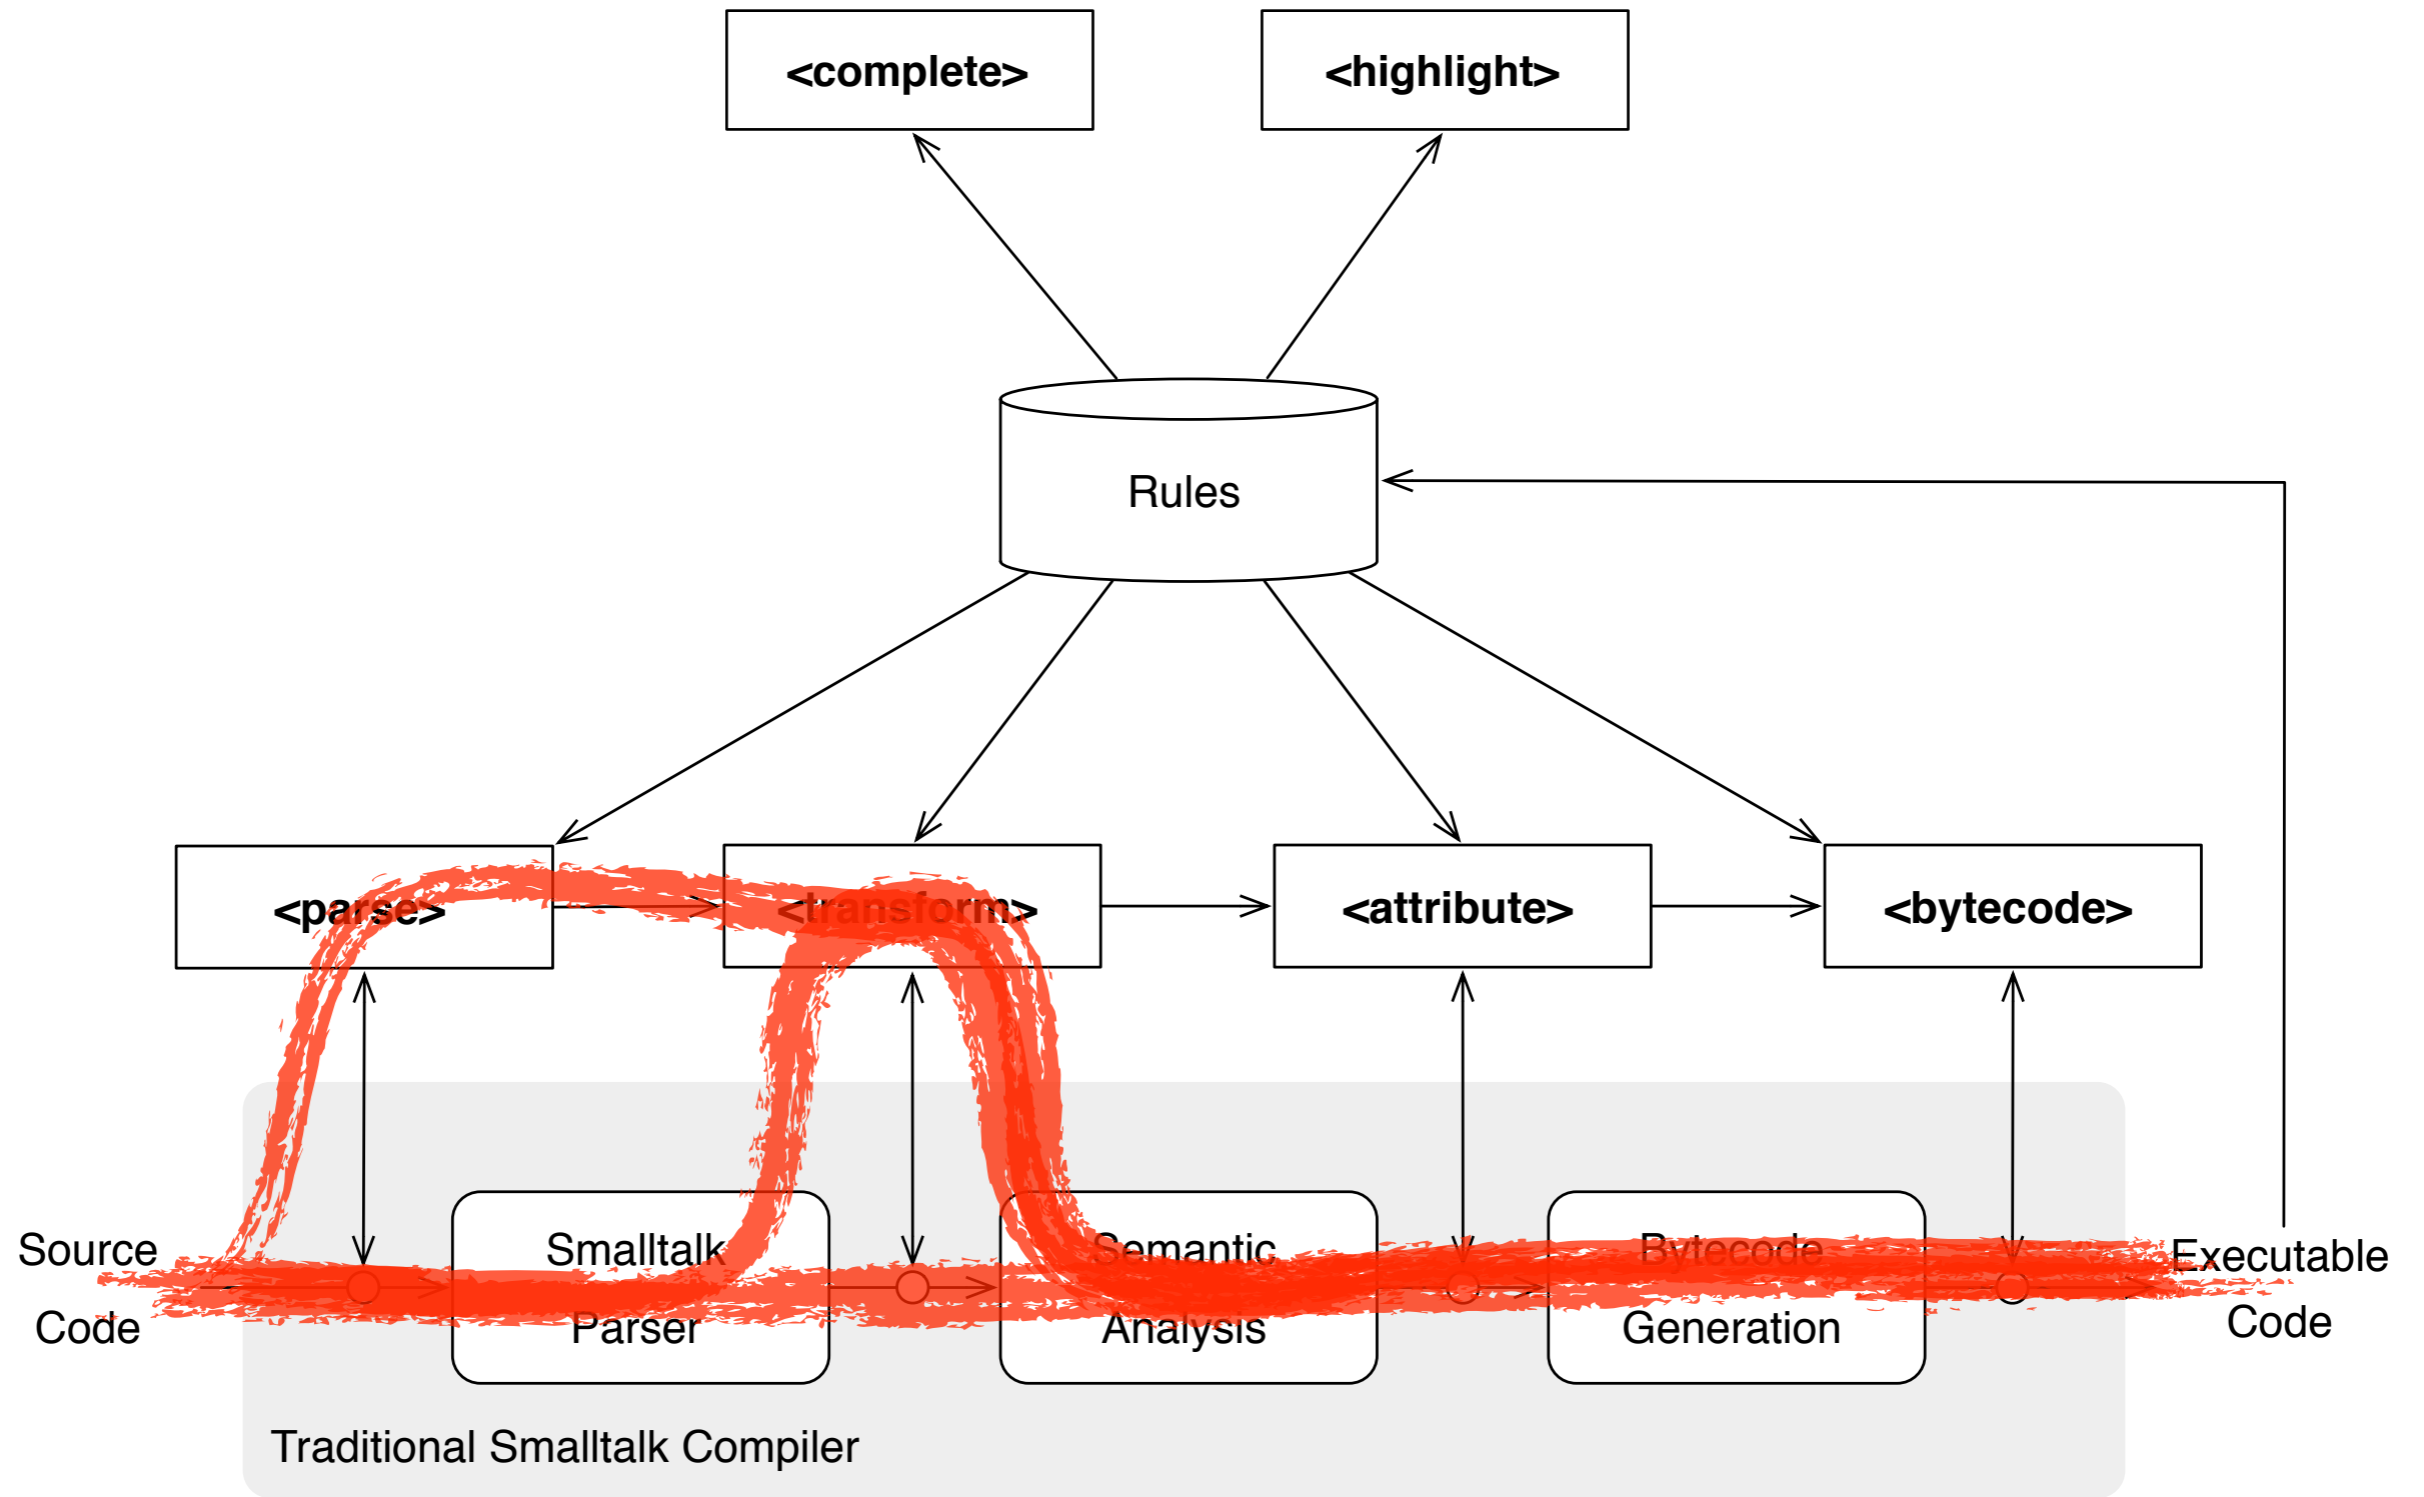 <complete>
<highlight>
Rules
<parse>
<transform>
<attribute>
<bytecode>
Source
Code
Smalltalk
Parser
Semantic
Analysis
Bytecode
Generation
Executable
Code
Traditional Smalltalk Compiler